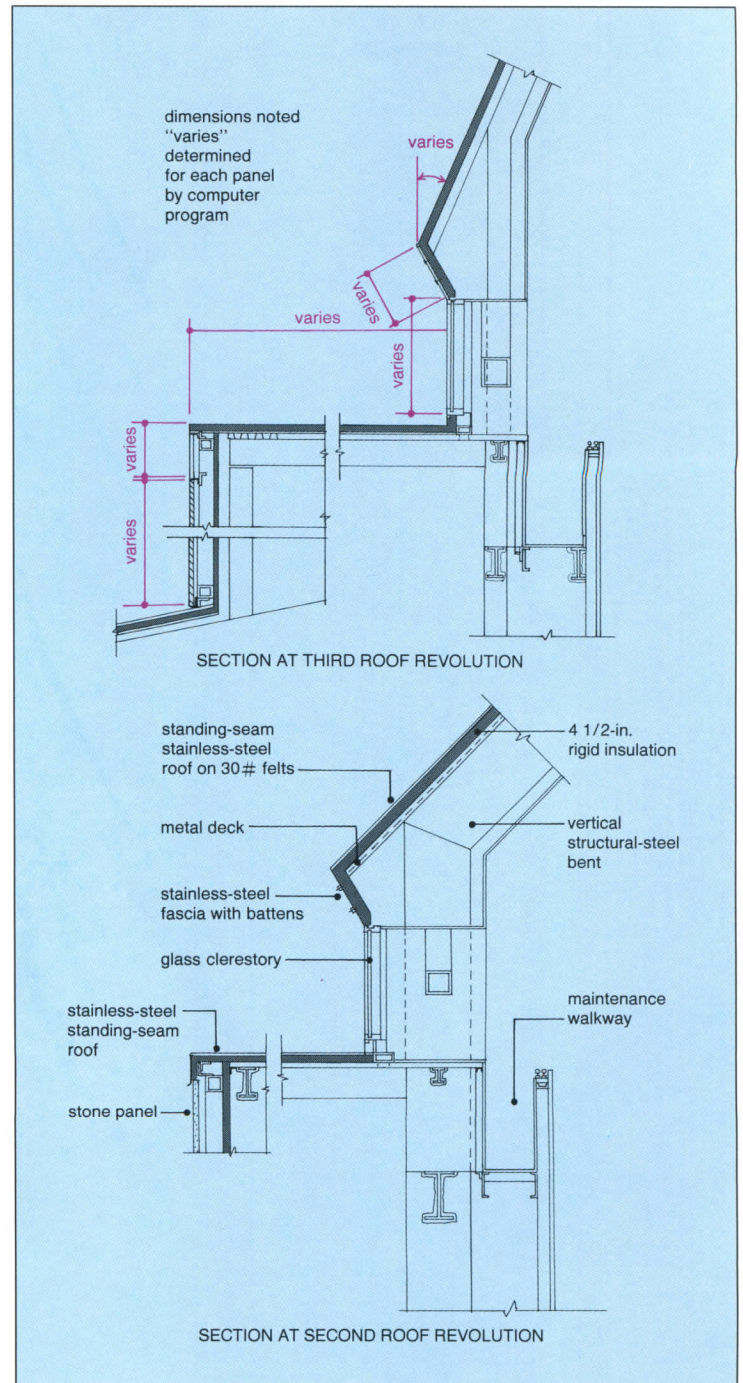 dimensions noted
"varies"
determined
for each panel
by computer
program
varies
varies
varies
varies
varies
varies
SECTION AT THIRD ROOF REVOLUTION
standing-seam
stainless-steel
roof on 30# felts
4 1/2-in.
rigid insulation
metal deck
vertical
structural-steel
bent
stainless-steel
fascia with battens
glass clerestory
maintenance
walkway
stainless-steel
standing-seam
roof
stone panel
SECTION AT SECOND ROOF REVOLUTION